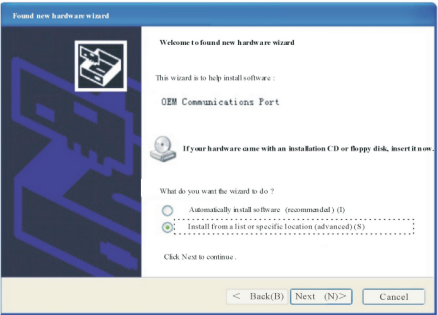 Found new hardware wizard
Welcome to found new hardware wizard
This wizard is to help install software :
OEM Communications Port
If your hardware came with an installation CD or floppy disk, insert it now.
What do you want the wizard to do ?
Automatically install software (recommended) (I)
Install from a list or specific location (advanced) (S)
Click Next to continue.
< Back(B) Next (N)> Cancel